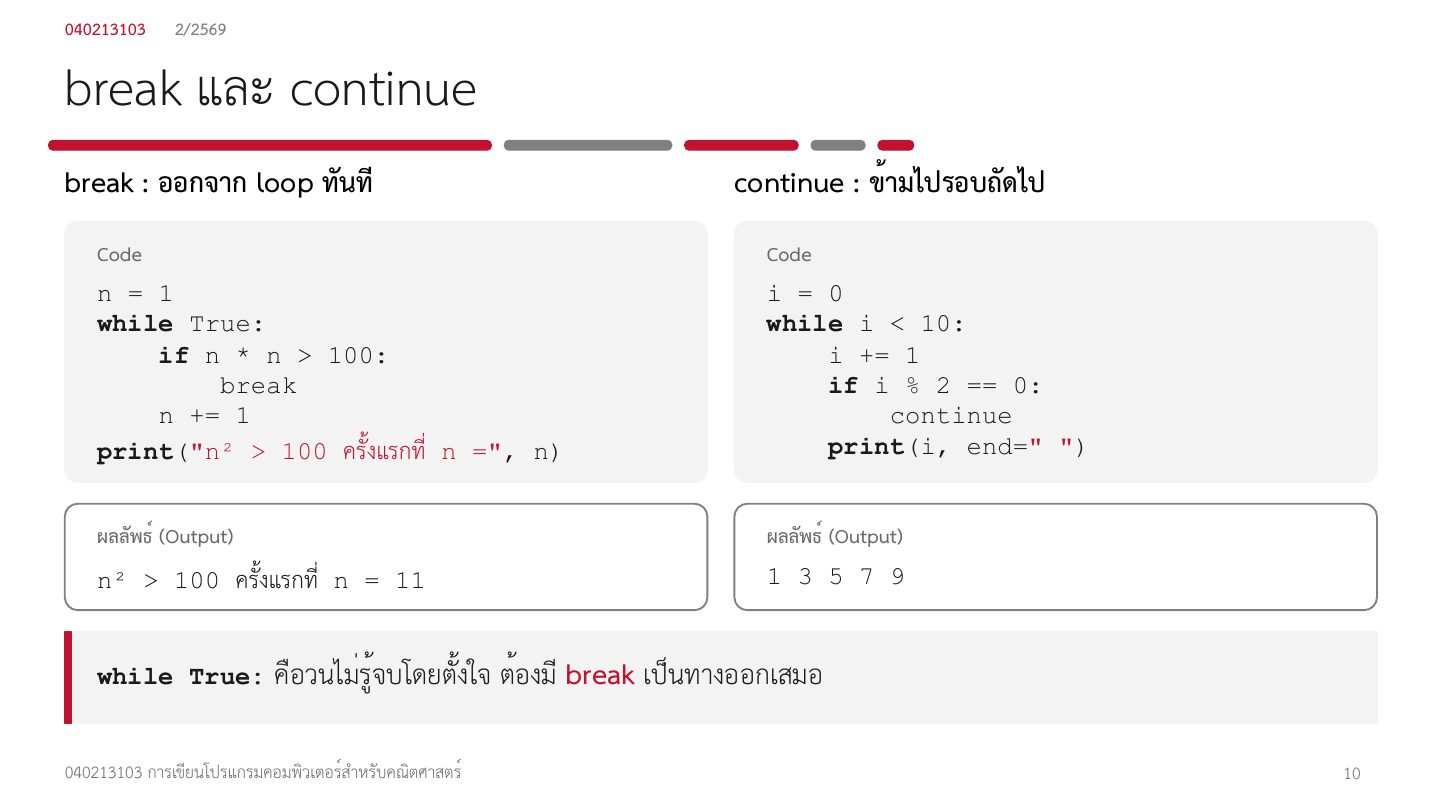 040213103 2/2569
break และ continue
break : ออกจาก loop ทันที
Code
n = 1
while True:
    if n * n > 100:
        break
    n += 1
print("n² > 100 ครั้งแรกที่ n =", n)
ผลลัพธ์ (Output)
n² > 100 ครั้งแรกที่ n = 11
continue : ข้ามไปรอบถัดไป
Code
i = 0
while i < 10:
    i += 1
    if i % 2 == 0:
        continue
    print(i, end=" ")
ผลลัพธ์ (Output)
1 3 5 7 9
while True: คือวนไม่รู้จบโดยตั้งใจ ต้องมี break เป็นทางออกเสมอ
040213103 การเขียนโปรแกรมคอมพิวเตอร์สำหรับคณิตศาสตร์ 10